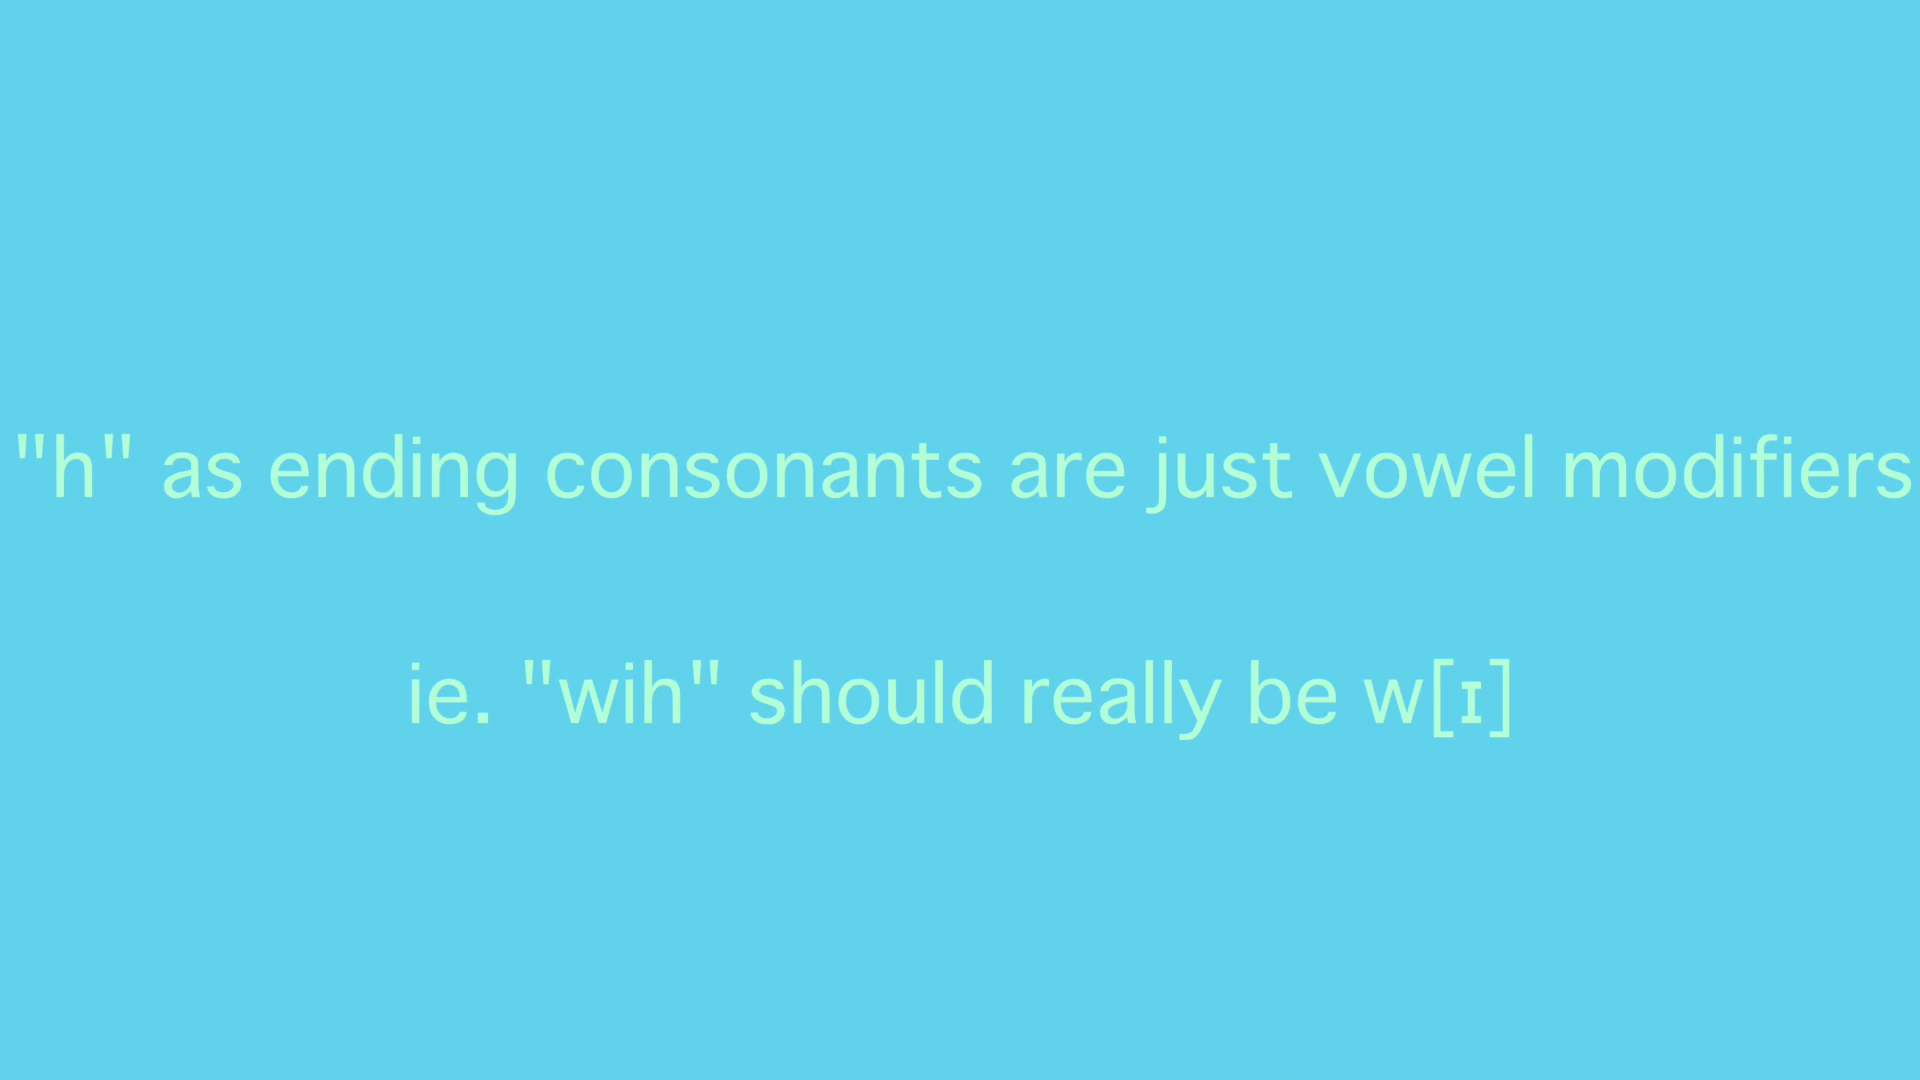 "h" as ending consonants are just vowel modifiers
ie. "wih" should really be w[ɪ]